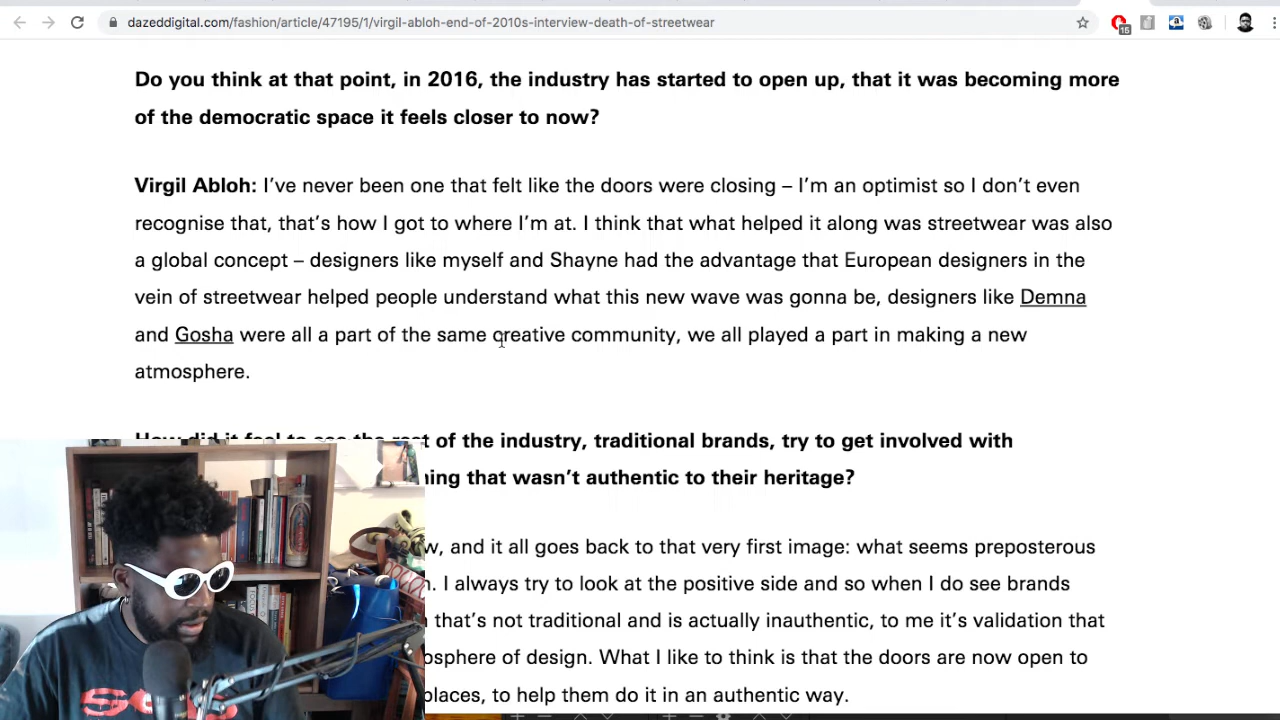 dazeddigital.com/fashion/article/47195/1/virgil-abloh-end-of-2010s-interview-death-of-streetwear
15
Do you think at that point, in 2016, the industry has started to open up, that it was becoming more
of the democratic space it feels closer to now?
Virgil Abloh: I've never been one that felt like the doors were closing – I'm an optimist so I don't even
recognise that, that's how I got to where I'm at. I think that what helped it along was streetwear was also
a global concept – designers like myself and Shayne had the advantage that European designers in the
vein of streetwear helped people understand what this new wave was gonna be, designers like Demna
and Gosha were all a part of the same creative community, we all played a part in making a new
atmosphere.
How did it feel to see the rest of the industry, traditional brands, try to get involved with
that wasn't authentic to their heritage?
and it all goes back to that very first image: what seems preposterous
I always try to look at the positive side and so when I do see brands
that's not traditional and is actually inauthentic, to me it's validation that
of design. What I like to think is that the doors are now open to
places, to help them do it in an authentic way.